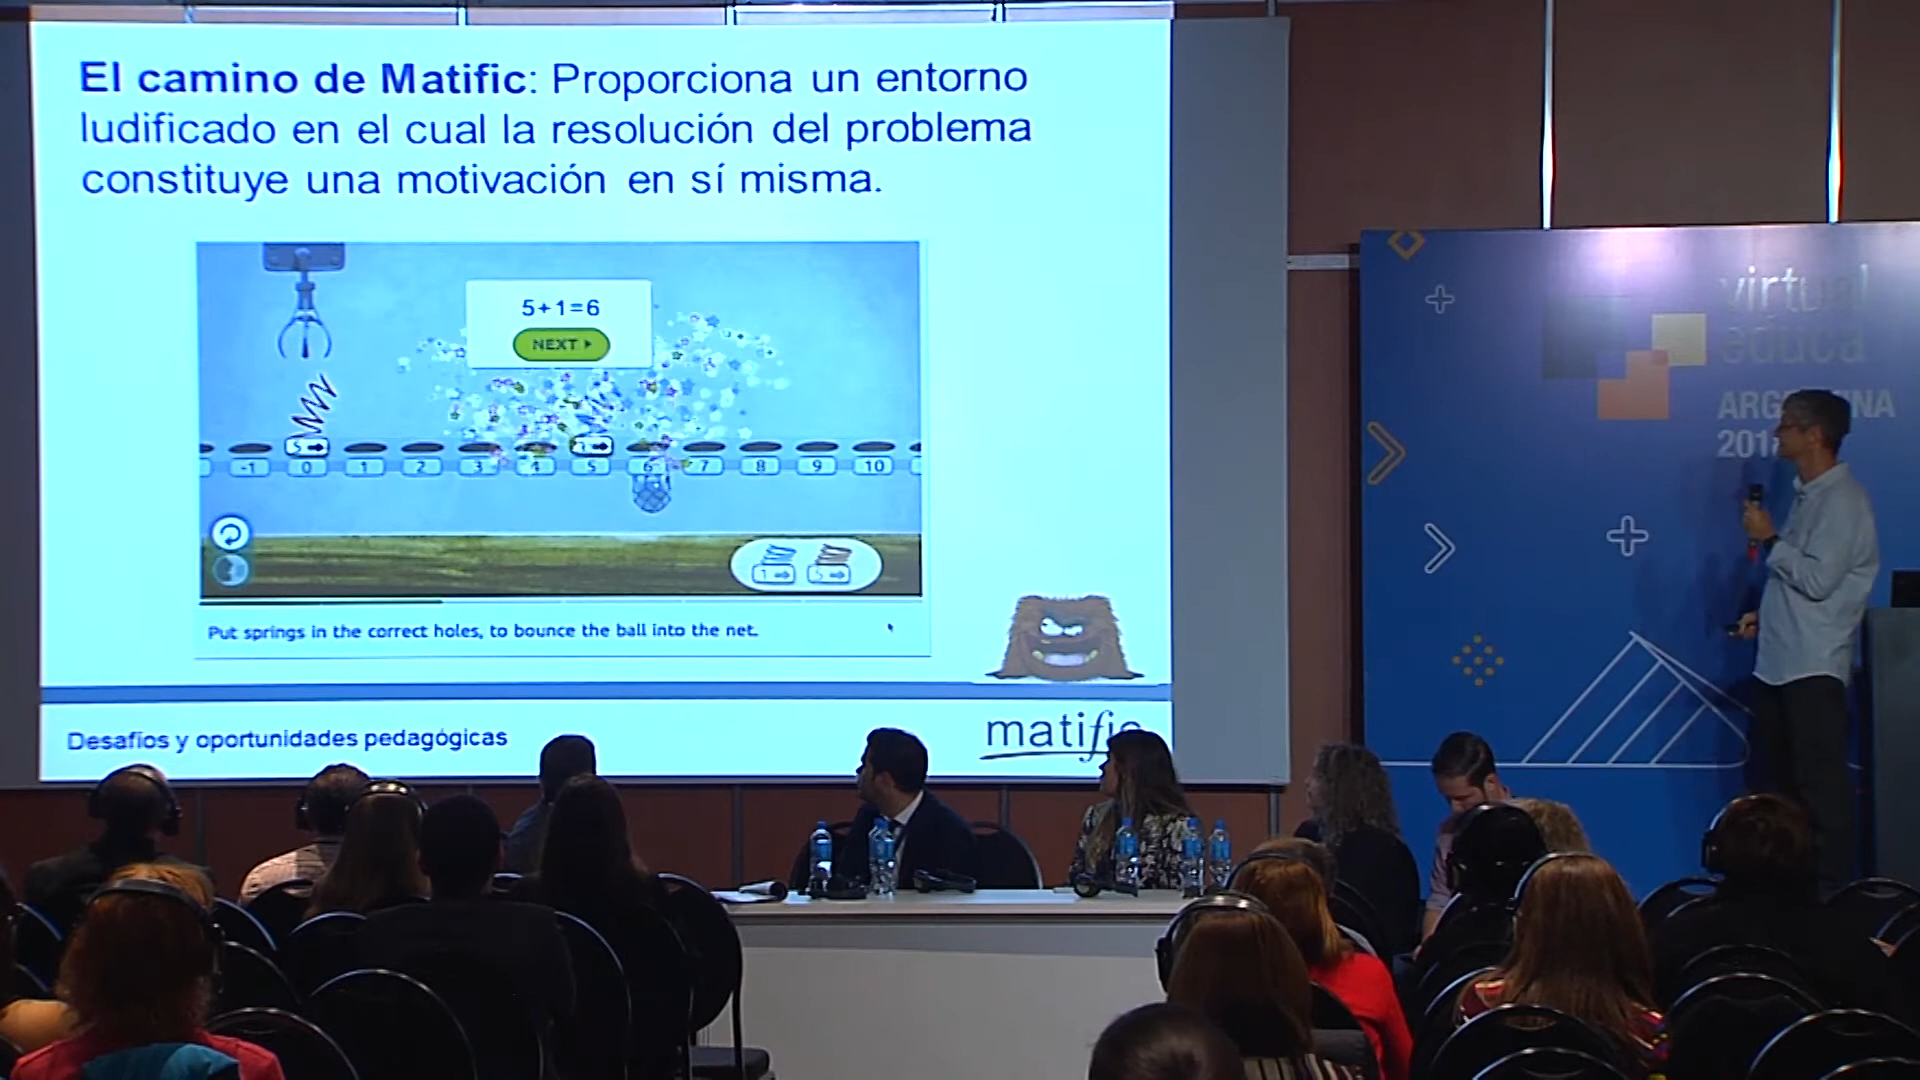 El camino de Matific: Proporciona un entorno
ludificado en el cual la resolución del problema
constituye una motivación en sí misma.
5+1=6
NEXT
5
1
-1 0 1 2 3 4 5 6 7 8 9 10
1 5
Put springs in the correct holes, to bounce the ball into the net.
Desafíos y oportunidades pedagógicas
matific
virtual
educa
ARGENTINA
201